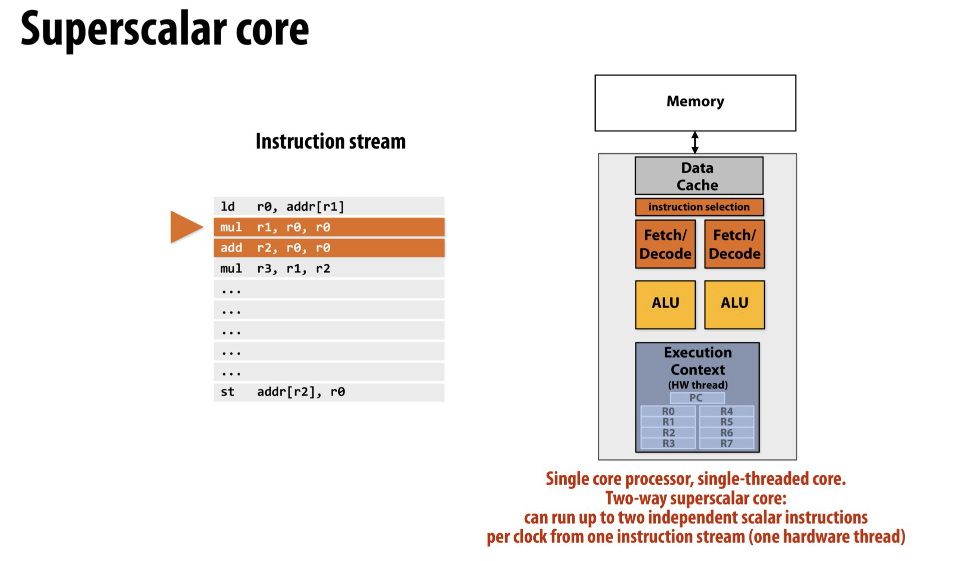 Superscalar core
Instruction stream
ld r0, addr[r1]
mul r1, r0, r0
add r2, r0, r0
mul r3, r1, r2
...
...
...
...
...
st addr[r2], r0
Memory
Data
Cache
instruction selection
Fetch/
Decode
Fetch/
Decode
ALU
ALU
Execution
Context
(HW thread)
PC
R0 R4
R1 R5
R2 R6
R3 R7
Single core processor, single-threaded core.
Two-way superscalar core:
can run up to two independent scalar instructions
per clock from one instruction stream (one hardware thread)